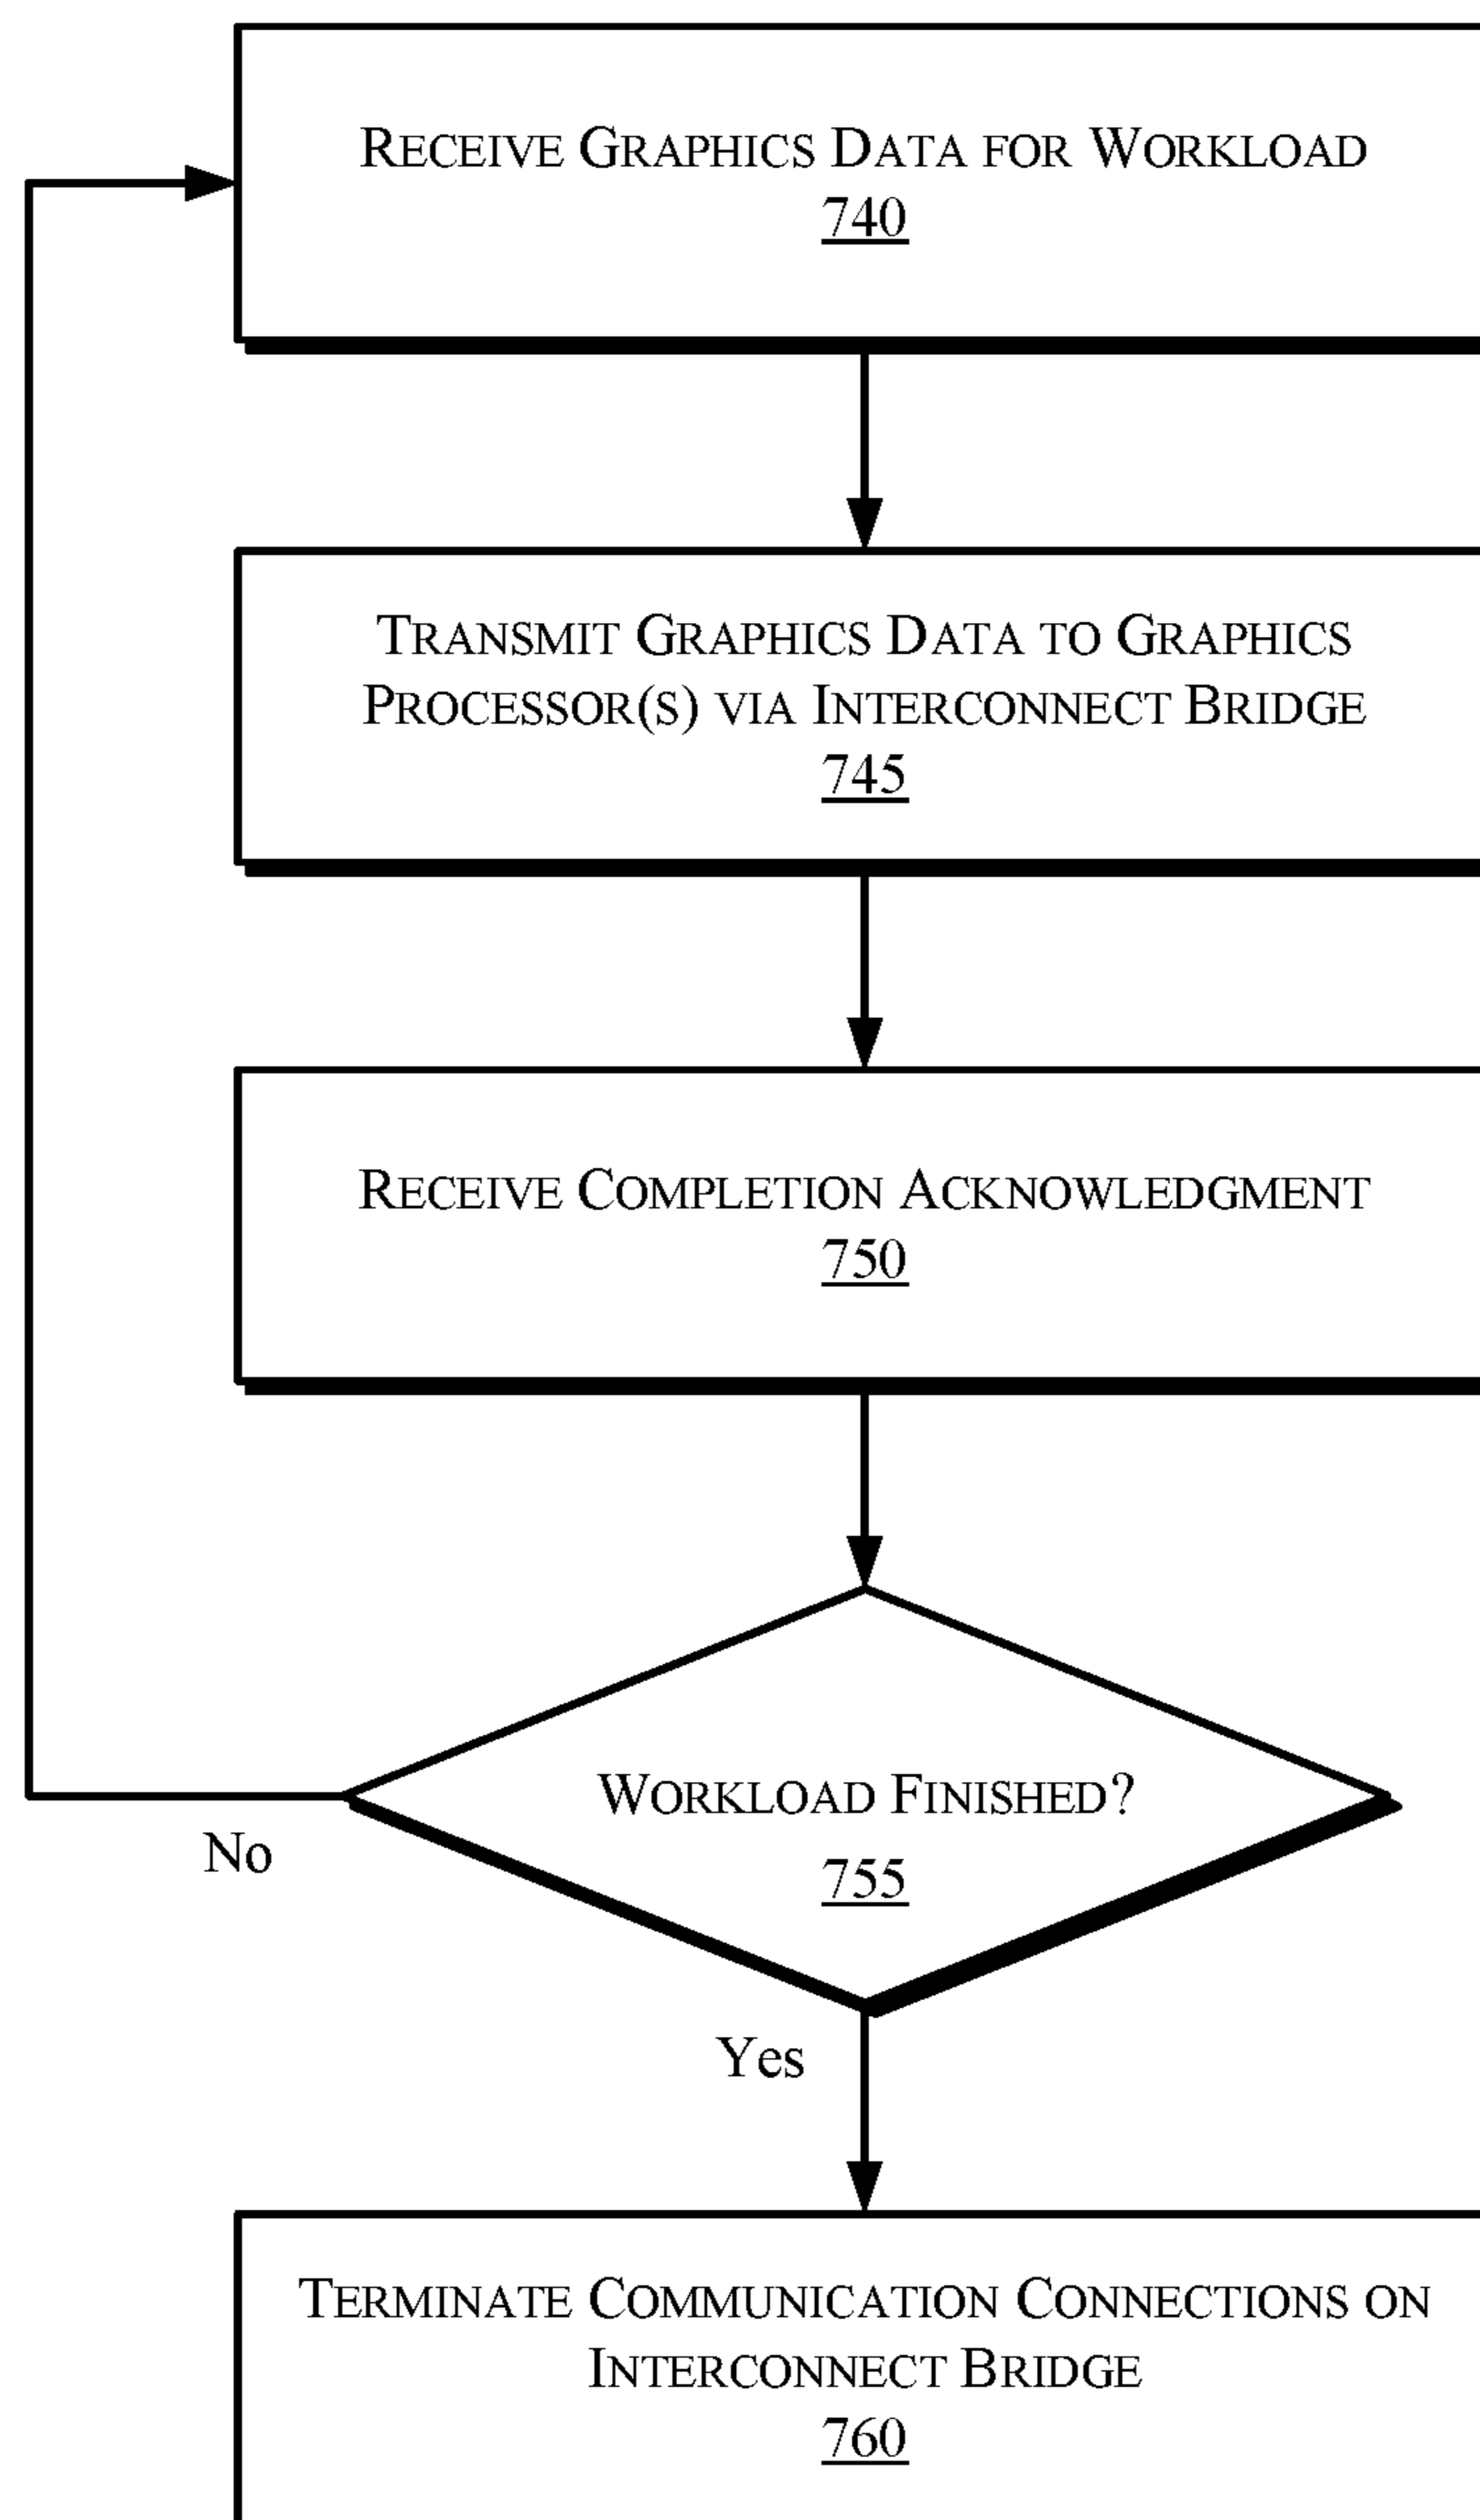 Receive Graphics Data for Workload
740
Transmit Graphics Data to Graphics
Processor(s) via Interconnect Bridge
745
Receive Completion Acknowledgment
750
Workload Finished?
755
No
Yes
Terminate Communication Connections on
Interconnect Bridge
760